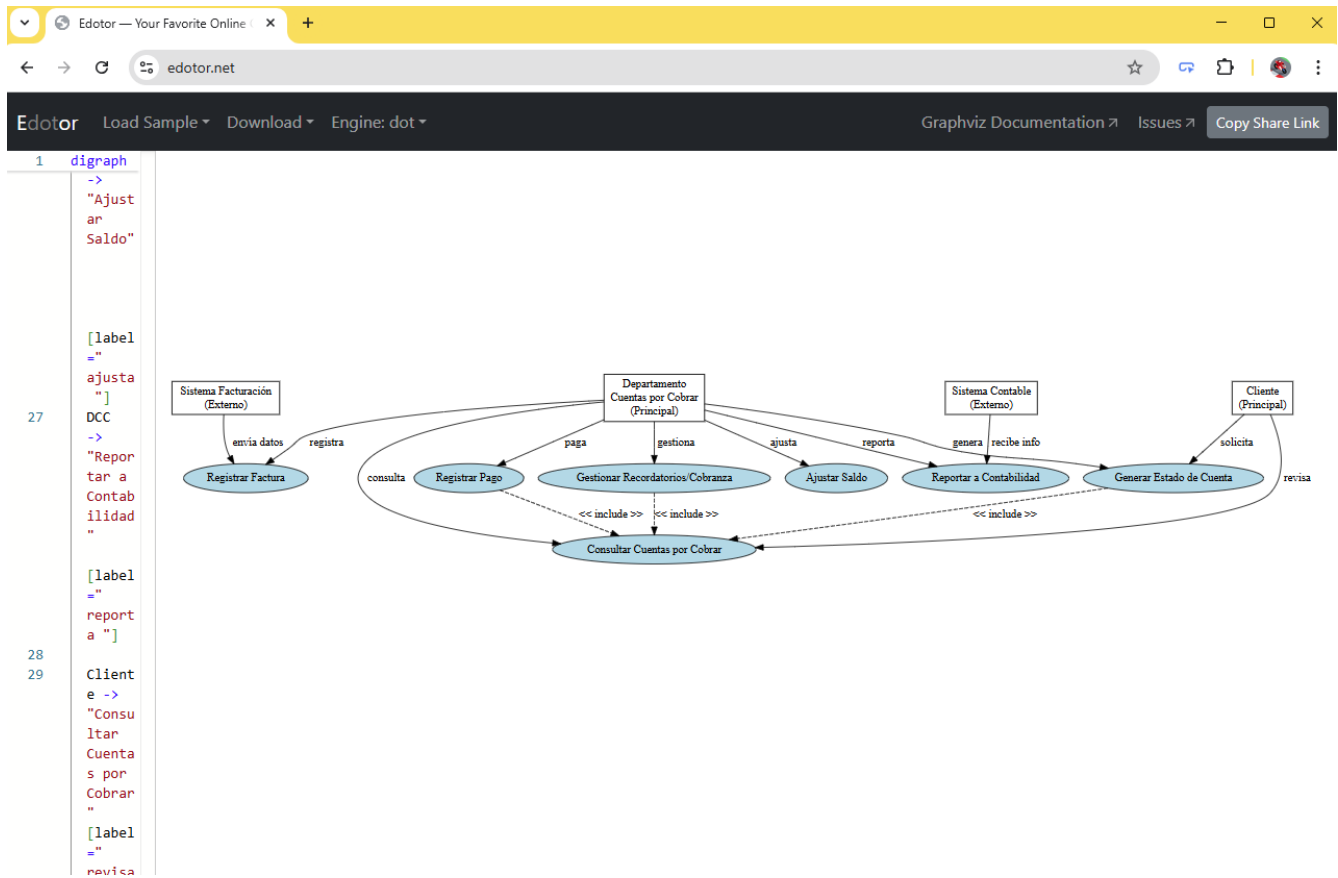 Edotor — Your Favorite Online
edotor.net
Edotor
Load Sample
Download
Engine: dot
Graphviz Documentation
Issues
Copy Share Link
1 digraph
->
"Ajust
ar
Saldo"
[label
="
ajusta
"]
27 DCC
->
"Repor
tar a
Contab
ilidad
"
[label
="
report
a "]
28
29 Client
e ->
"Consu
ltar
Cuenta
s por
Cobrar
"
[label
="
revisa
Sistema Facturación
(Externo)
Departamento
Cuentas por Cobrar
(Principal)
Sistema Contable
(Externo)
Cliente
(Principal)
envia datos
registra
paga
gestiona
ajusta
reporta
genera
recibe info
solicita
Registrar Factura
consulta
Registrar Pago
Gestionar Recordatorios/Cobranza
Ajustar Saldo
Reportar a Contabilidad
Generar Estado de Cuenta
revisa
<< include >>
<< include >>
<< include >>
Consultar Cuentas por Cobrar